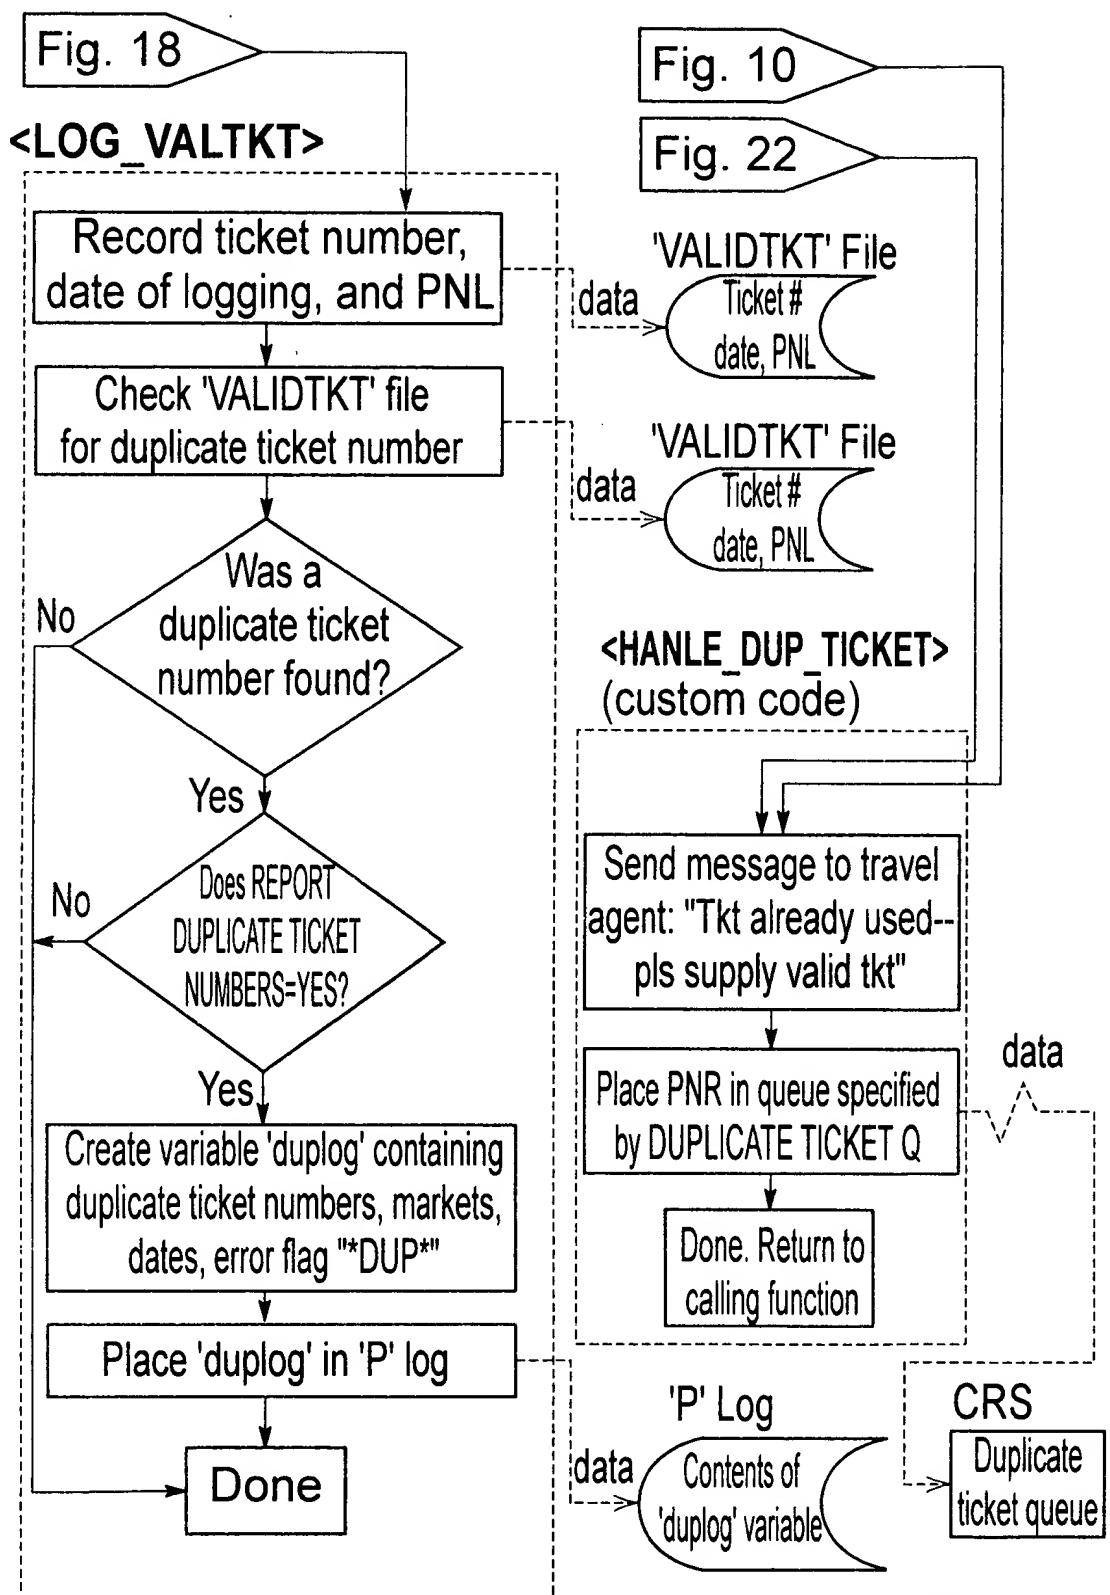 Fig. 18
<LOG_VALTKT>
Record ticket number,
date of logging, and PNL
Check 'VALIDTKT' file
for duplicate ticket number
Was a
duplicate ticket
number found?
No
Yes
Does REPORT
DUPLICATE TICKET
NUMBERS=YES?
No
Yes
Create variable 'duplog' containing
duplicate ticket numbers, markets,
dates, error flag "*DUP*"
Place 'duplog' in 'P' log
Done
Fig. 10
Fig. 22
'VALIDTKT' File
data
Ticket #
date, PNL
'VALIDTKT' File
data
Ticket #
date, PNL
<HANLE_DUP_TICKET>
(custom code)
Send message to travel
agent: "Tkt already used--
pls supply valid tkt"
Place PNR in queue specified
by DUPLICATE TICKET Q
data
Done. Return to
calling function
'P' Log
data
Contents of
'duplog' variable
CRS
Duplicate
ticket queue